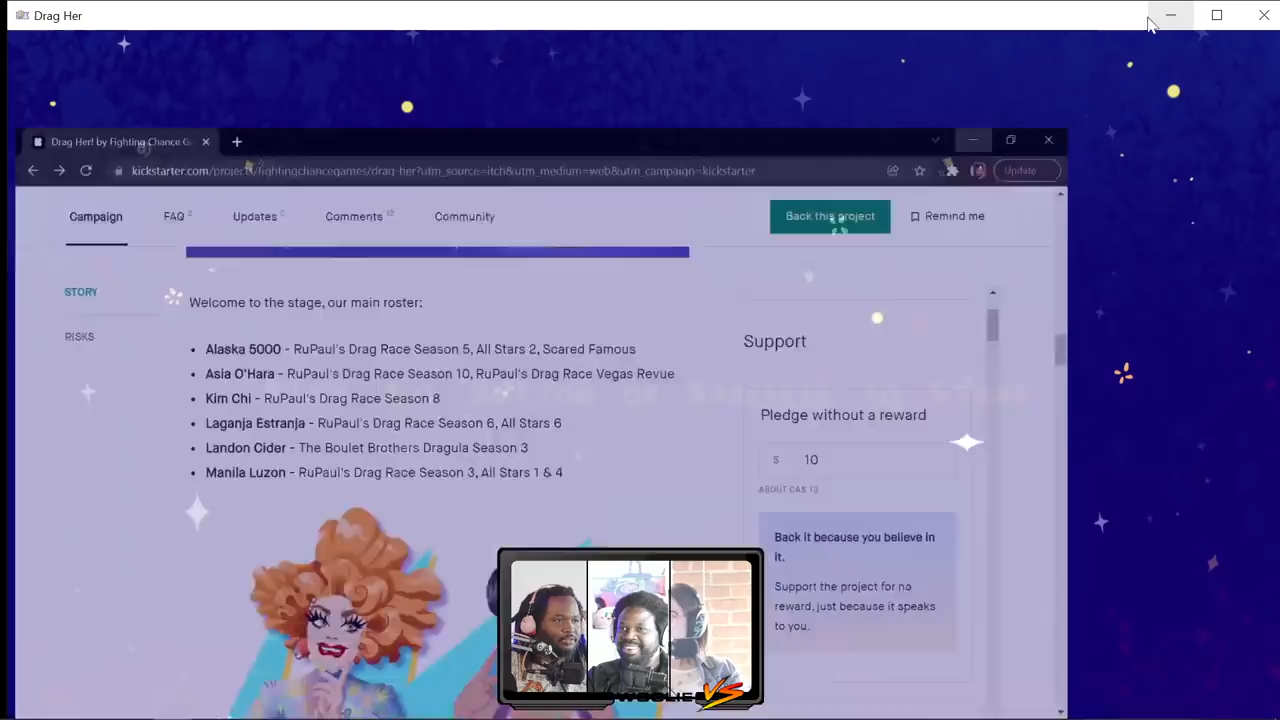 Drag Her
Drag Her! by Fighting Chance Ga
kickstarter.com/projects/fightingchancegames/drag-her?utm_source=itch&utm_medium=web&utm_campaign=kickstarter
Update
Campaign
FAQ 2
Updates
Comments 12
Community
Back this project
Remind me
STORY
RISKS
Welcome to the stage, our main roster:
• Alaska 5000 - RuPaul's Drag Race Season 5, All Stars 2, Scared Famous
• Asia O'Hara - RuPaul's Drag Race Season 10, RuPaul's Drag Race Vegas Revue
• Kim Chi - RuPaul's Drag Race Season 8
• Laganja Estranja - RuPaul's Drag Race Season 6, All Stars 6
• Landon Cider - The Boulet Brothers Dragula Season 3
• Manila Luzon - RuPaul's Drag Race Season 3, All Stars 1 & 4
Support
Pledge without a reward
$ 10
ABOUT CA$ 13
Back it because you believe in
it.
Support the project for no
reward, just because it speaks
to you.
WOOLIE VS